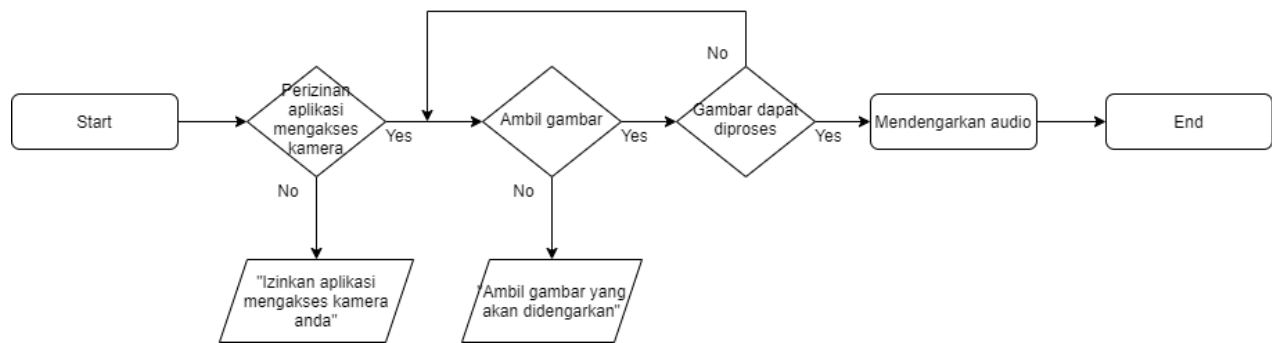 No
Start
Perizinan
aplikasi
mengakses
kamera
Yes
Ambil gambar
Yes
Gambar dapat
diproses
Yes
Mendengarkan audio
End
No
No
"Izinkan aplikasi
mengakses kamera
anda"
"Ambil gambar yang
akan didengarkan"